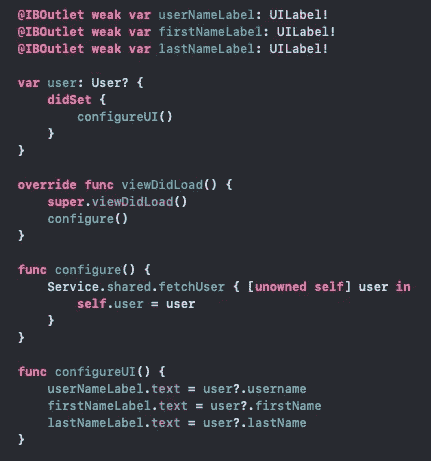 @IBOutlet weak var userNameLabel: UILabel!
@IBOutlet weak var firstNameLabel: UILabel!
@IBOutlet weak var lastNameLabel: UILabel!
var user: User? {
didSet {
configureUI()
}
}
override func viewDidLoad() {
super.viewDidLoad()
configure()
}
func configure() {
Service.shared.fetchUser { [unowned self] user in
self.user = user
}
}
func configureUI() {
userNameLabel.text = user?.username
firstNameLabel.text = user?.firstName
lastNameLabel.text = user?.lastName
}